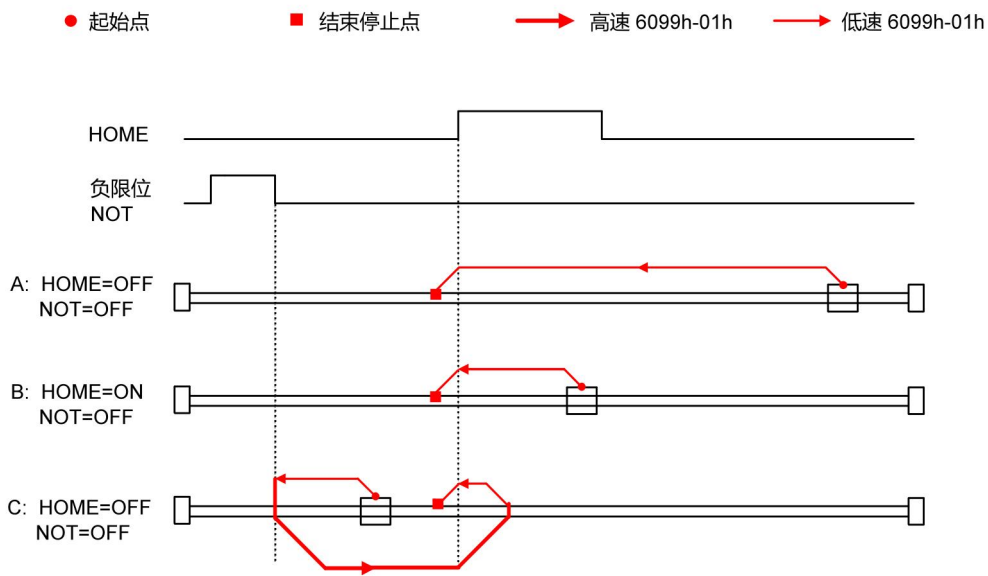 起始点 结束停止点 高速 6099h-01h 低速 6099h-01h
HOME
负限位
NOT
A: HOME=OFF
NOT=OFF
B: HOME=ON
NOT=OFF
C: HOME=OFF
NOT=OFF